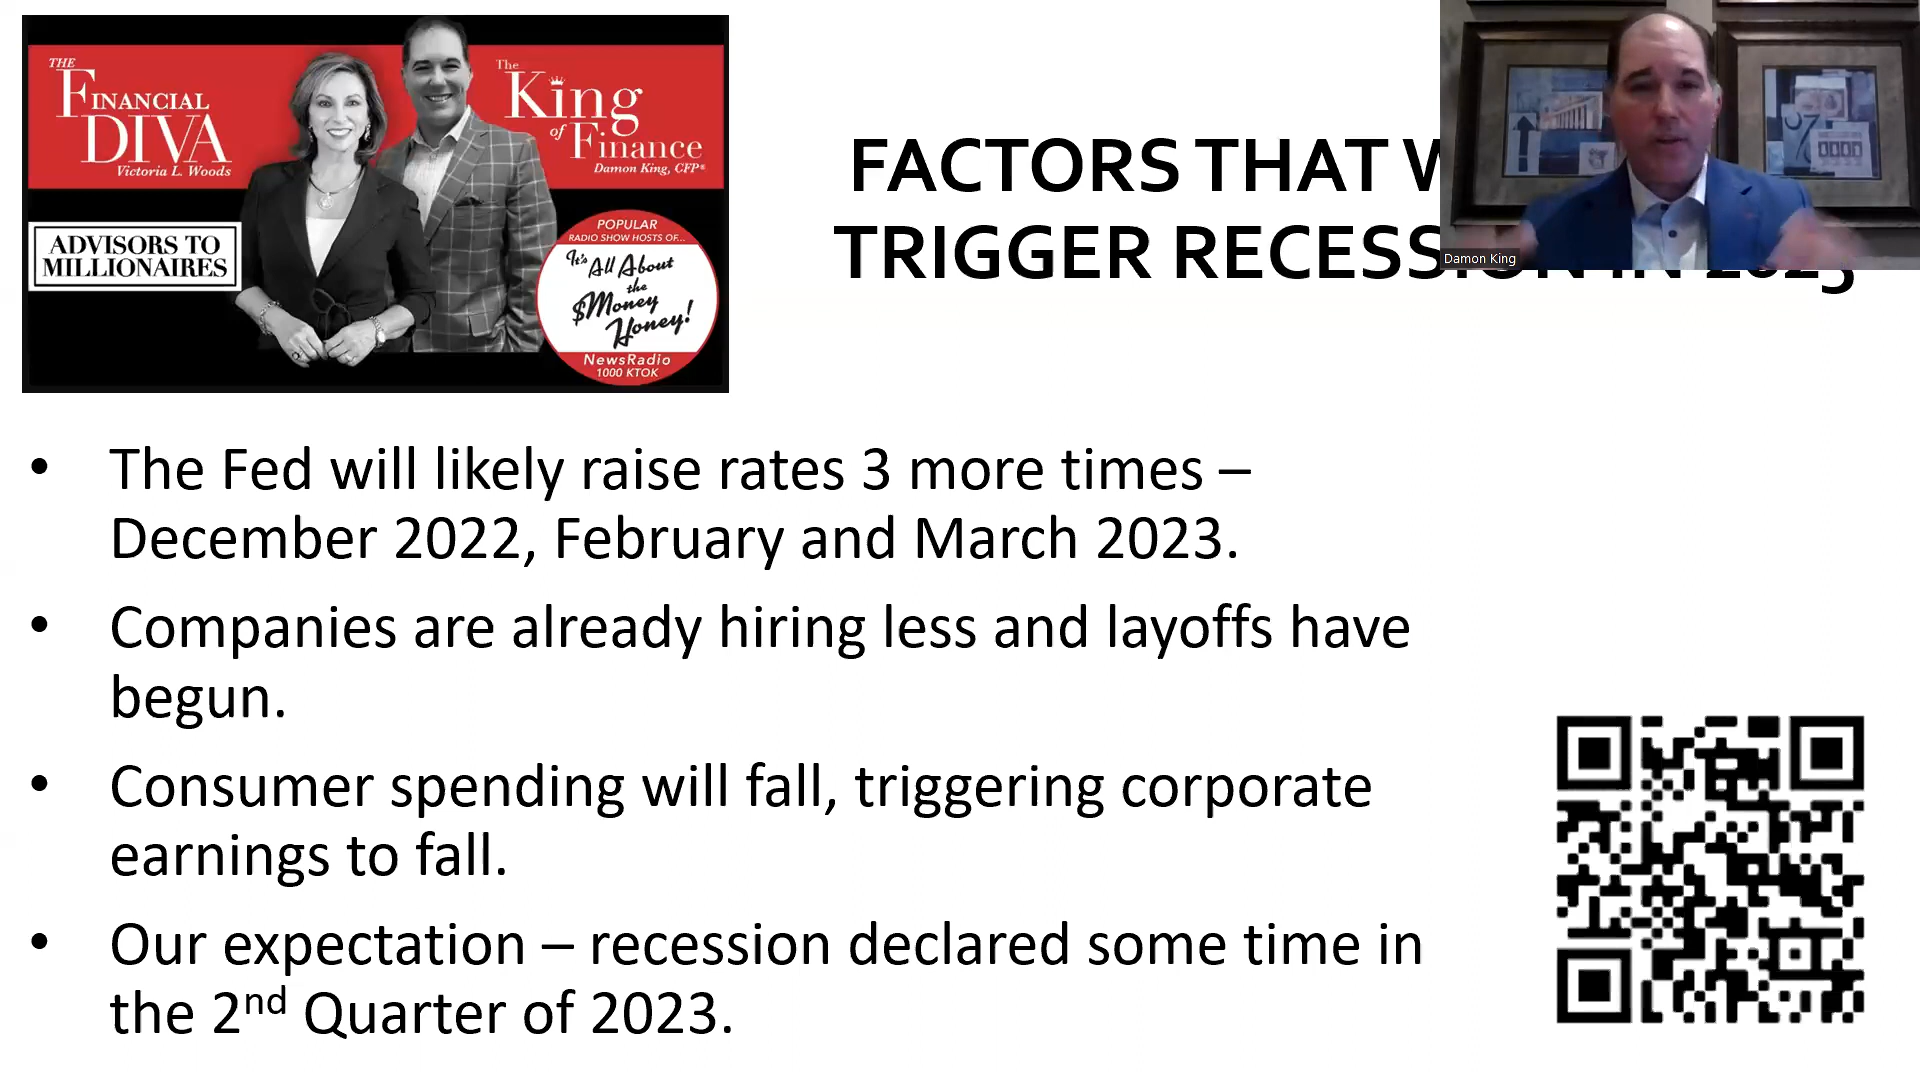 THE
FINANCIAL
DIVA
Victoria L. Woods
The
King
of
Finance
Damon King, CFP®
ADVISORS TO
MILLIONAIRES
POPULAR
RADIO SHOW HOSTS OF...
It's All About
the
$Money
Honey!
NewsRadio
1000 KTOK
FACTORS THAT
TRIGGER RECESSION IN 2023
Damon King
• The Fed will likely raise rates 3 more times –
December 2022, February and March 2023.
• Companies are already hiring less and layoffs have
begun.
• Consumer spending will fall, triggering corporate
earnings to fall.
• Our expectation – recession declared some time in
the 2nd Quarter of 2023.